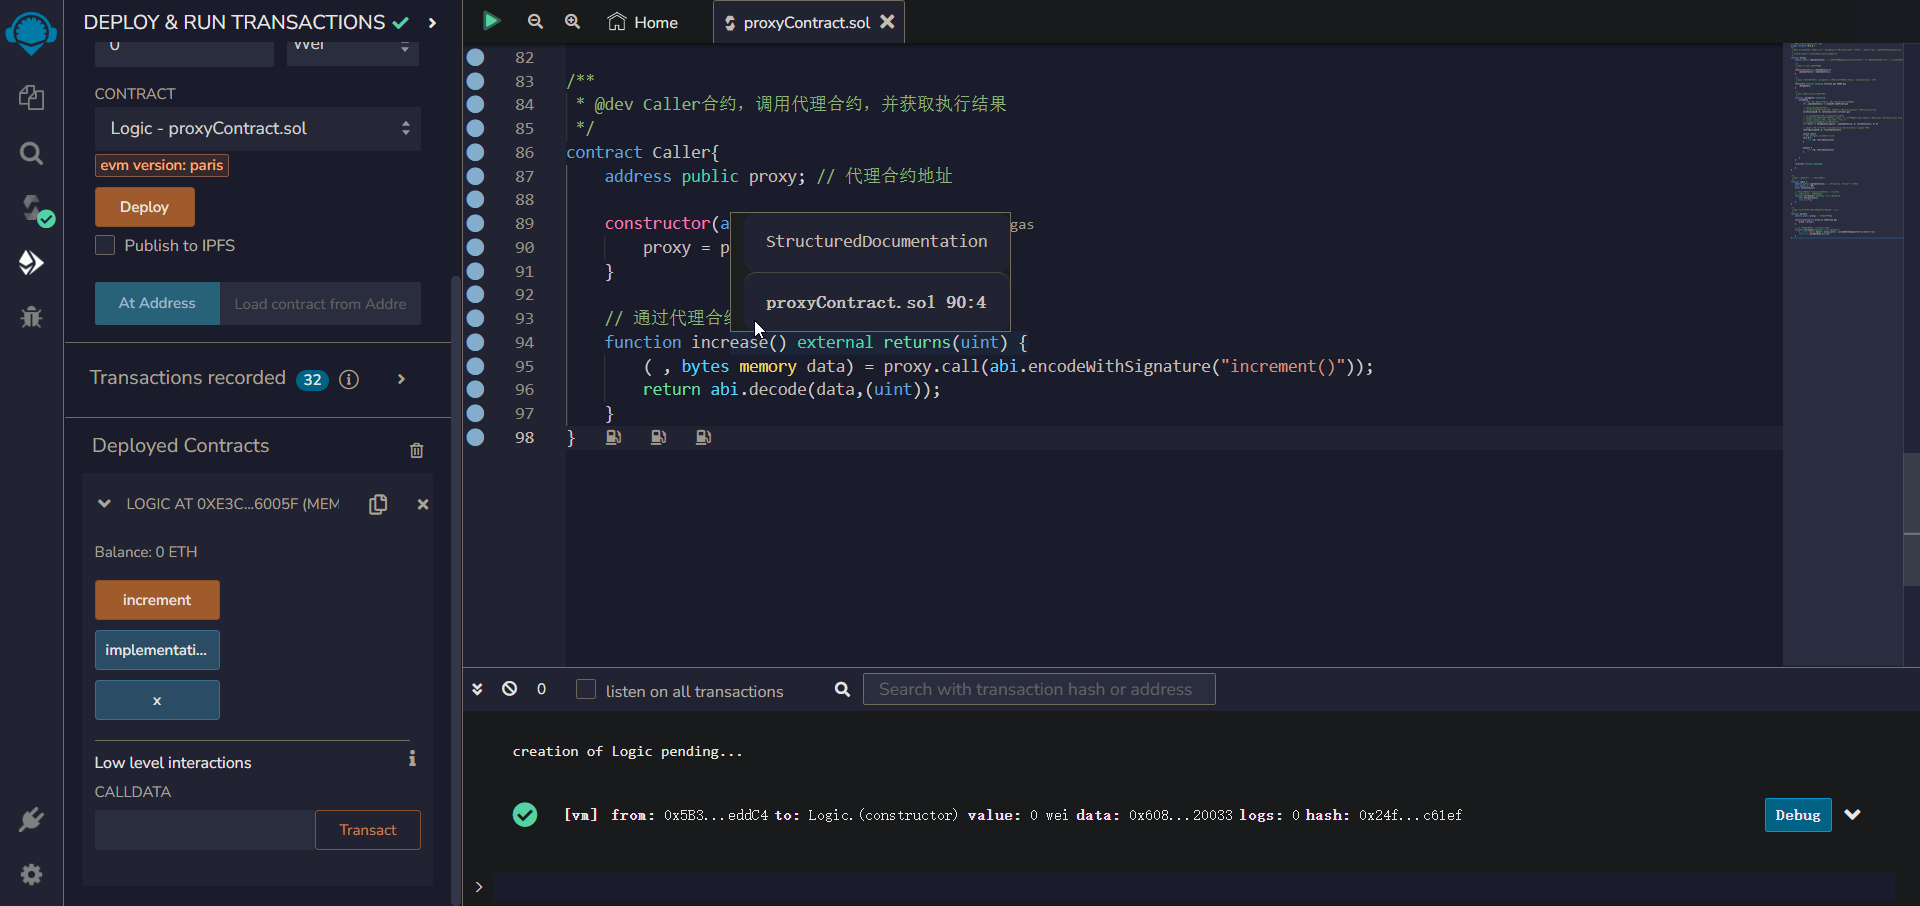 DEPLOY & RUN TRANSACTIONS
0
Wei
CONTRACT
Logic - proxyContract.sol
evm version: paris
Deploy
Publish to IPFS
At Address
Load contract from Addre
Transactions recorded 32
Deployed Contracts
LOGIC AT 0XE3C...6005F (MEM
Balance: 0 ETH
increment
implementati...
x
Low level interactions
CALLDATA
Transact
Home
proxyContract.sol
82
83 /**
84 * @dev Caller合约，调用代理合约，并获取执行结果
85 */
86 contract Caller{
87 address public proxy; // 代理合约地址
88
89 constructor(a gas
90 proxy = p
91 }
92
93 // 通过代理合约
94 function increase() external returns(uint) {
95 ( , bytes memory data) = proxy.call(abi.encodeWithSignature("increment()"));
96 return abi.decode(data,(uint));
97 }
98 }
StructuredDocumentation
proxyContract.sol 90:4
0
listen on all transactions
Search with transaction hash or address
creation of Logic pending...
[vm] from: 0x5B3...eddC4 to: Logic.(constructor) value: 0 wei data: 0x608...20033 logs: 0 hash: 0x24f...c61ef
Debug
>